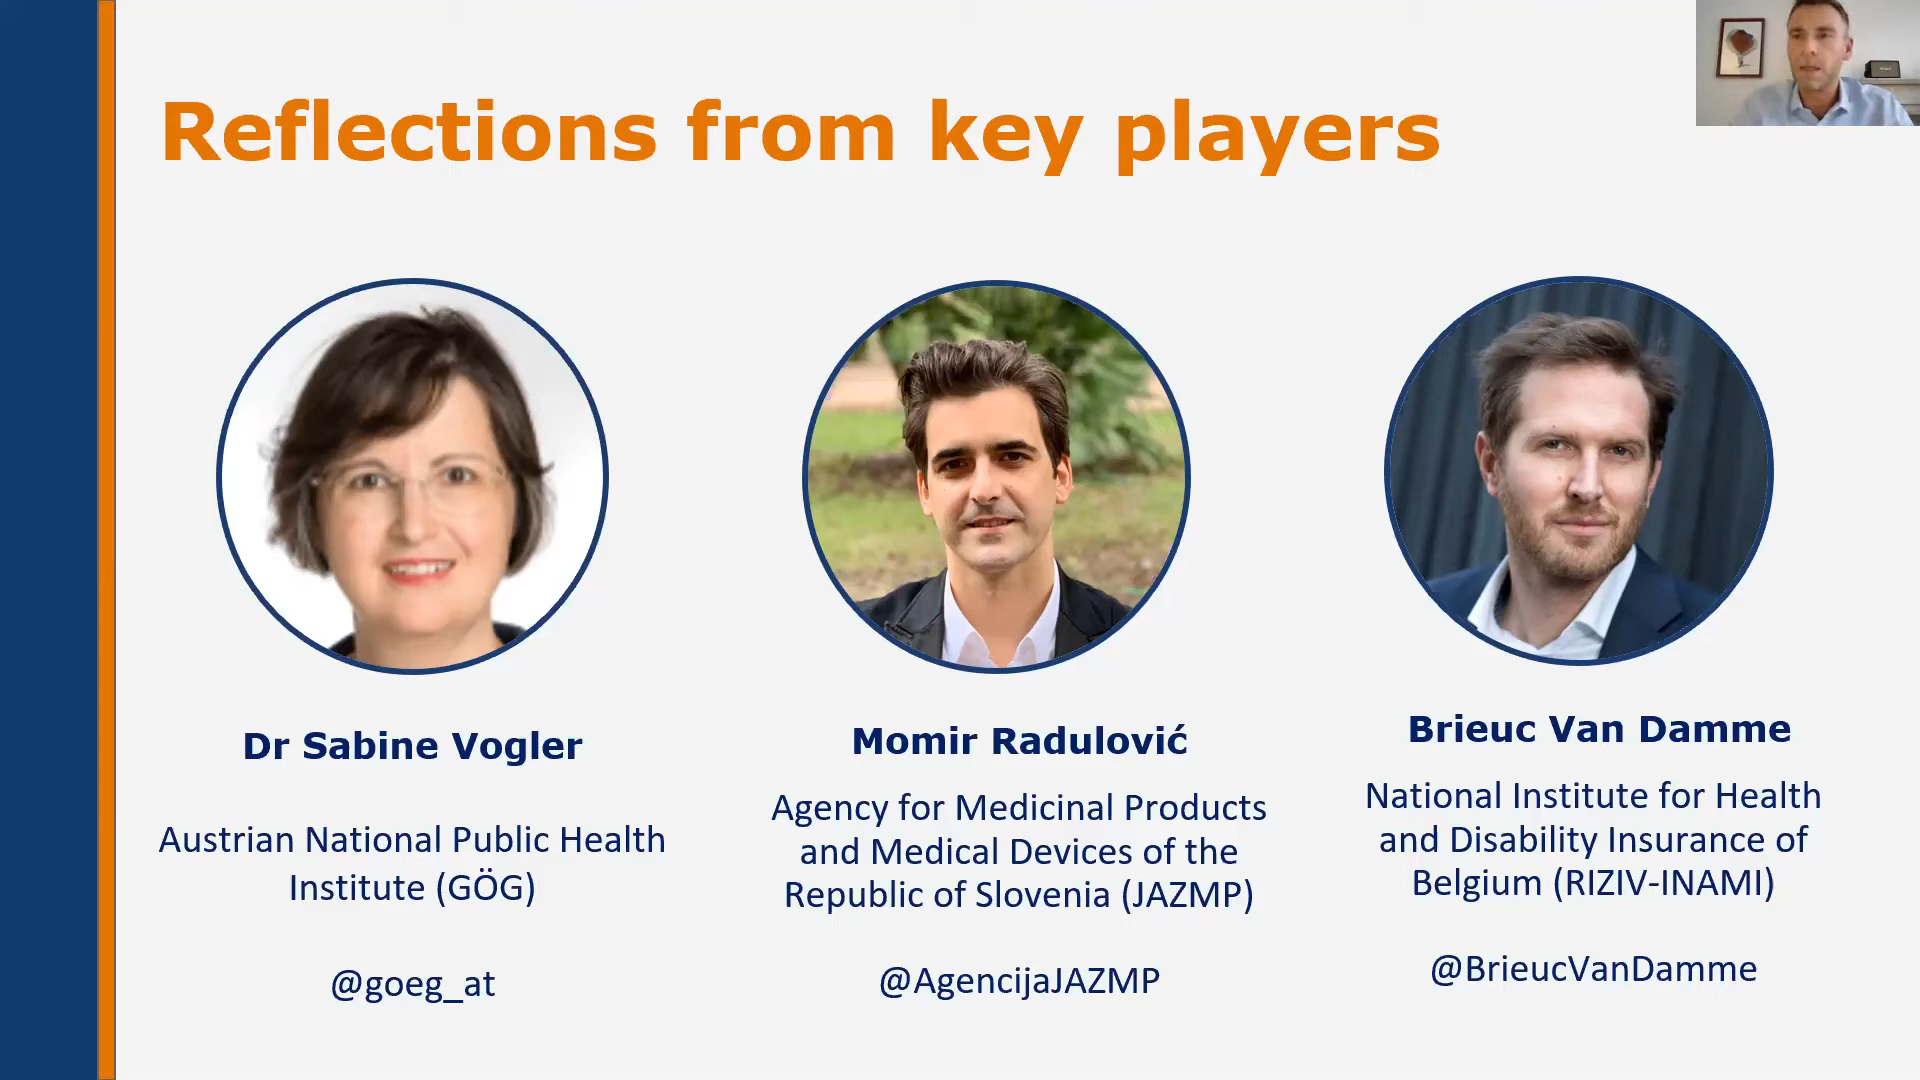 Reflections from key players
Dr Sabine Vogler
Austrian National Public Health
Institute (GÖG)
@goeg_at
Momir Radulović
Agency for Medicinal Products
and Medical Devices of the
Republic of Slovenia (JAZMP)
@AgencijaJAZMP
Brieuc Van Damme
National Institute for Health
and Disability Insurance of
Belgium (RIZIV-INAMI)
@BrieucVanDamme